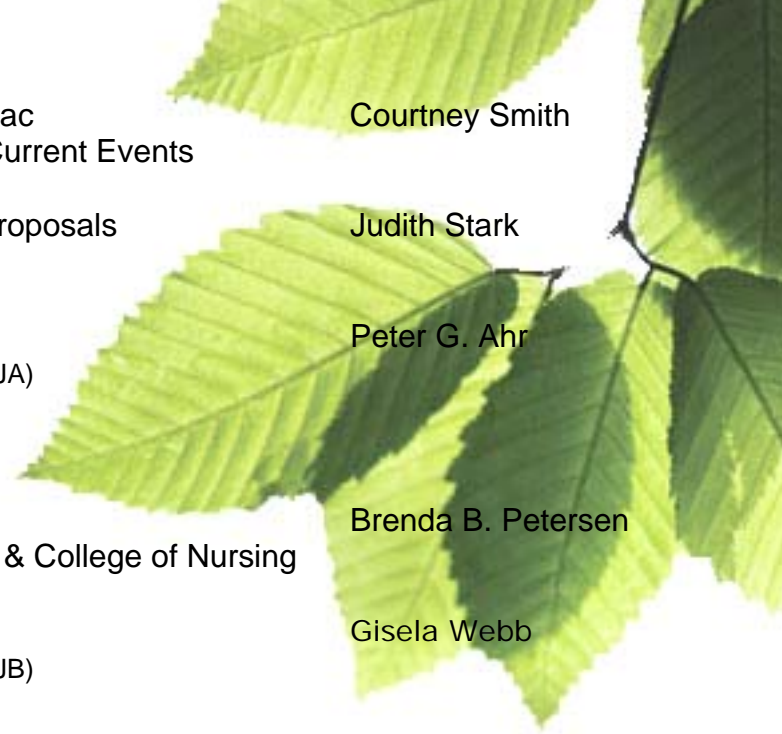 ac
Courtney Smith
Current Events
roposals
Judith Stark
Peter G. Ahr
JA)
Brenda B. Petersen
& College of Nursing
Gisela Webb
JB)